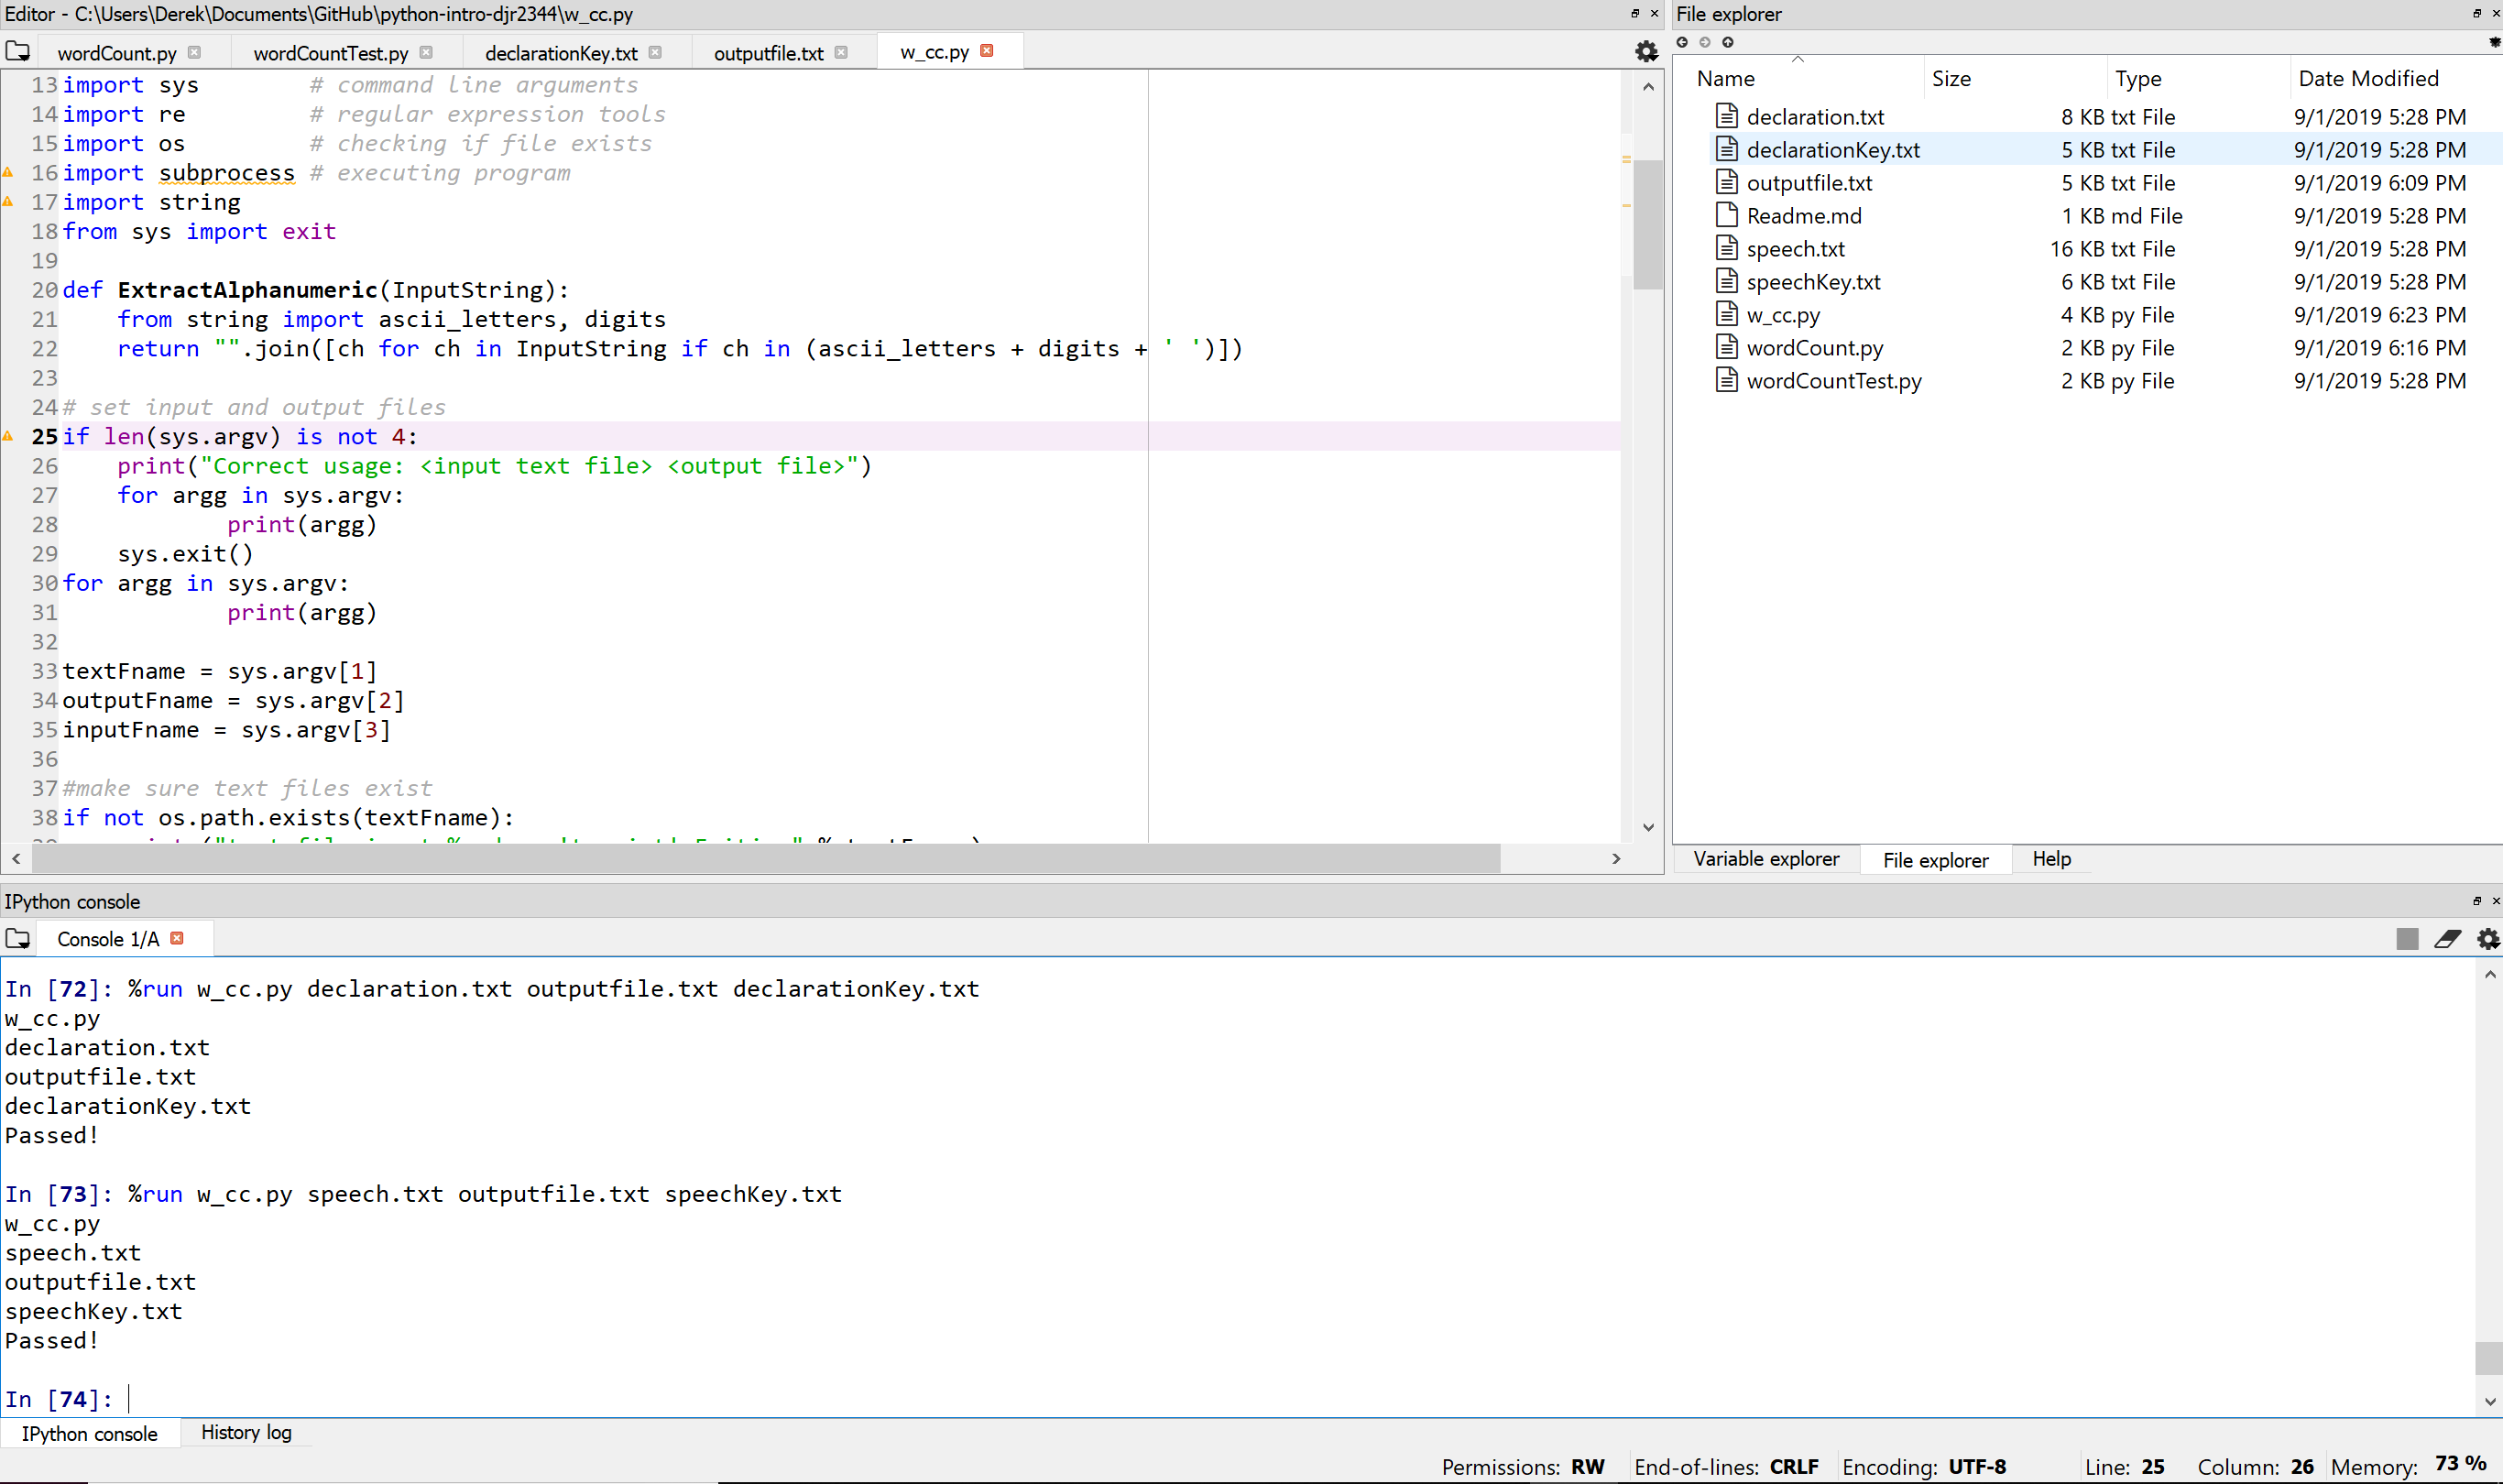 Editor - C:\Users\Derek\Documents\GitHub\python-intro-djr2344\w_cc.py
wordCount.py wordCountTest.py declarationKey.txt outputfile.txt w_cc.py
13 import sys        # command line arguments
14 import re         # regular expression tools
15 import os         # checking if file exists
16 import subprocess # executing program
17 import string
18 from sys import exit
19
20 def ExtractAlphanumeric(InputString):
21     from string import ascii_letters, digits
22     return "".join([ch for ch in InputString if ch in (ascii_letters + digits + ' ')])
23
24 # set input and output files
25 if len(sys.argv) is not 4:
26     print("Correct usage: <input text file> <output file>")
27     for argg in sys.argv:
28             print(argg)
29     sys.exit()
30 for argg in sys.argv:
31             print(argg)
32
33 textFname = sys.argv[1]
34 outputFname = sys.argv[2]
35 inputFname = sys.argv[3]
36
37 #make sure text files exist
38 if not os.path.exists(textFname):
File explorer
Name Size Type Date Modified
declaration.txt 8 KB txt File 9/1/2019 5:28 PM
declarationKey.txt 5 KB txt File 9/1/2019 5:28 PM
outputfile.txt 5 KB txt File 9/1/2019 6:09 PM
Readme.md 1 KB md File 9/1/2019 5:28 PM
speech.txt 16 KB txt File 9/1/2019 5:28 PM
speechKey.txt 6 KB txt File 9/1/2019 5:28 PM
w_cc.py 4 KB py File 9/1/2019 6:23 PM
wordCount.py 2 KB py File 9/1/2019 6:16 PM
wordCountTest.py 2 KB py File 9/1/2019 5:28 PM
Variable explorer File explorer Help
IPython console
Console 1/A
In [72]: %run w_cc.py declaration.txt outputfile.txt declarationKey.txt
w_cc.py
declaration.txt
outputfile.txt
declarationKey.txt
Passed!
In [73]: %run w_cc.py speech.txt outputfile.txt speechKey.txt
w_cc.py
speech.txt
outputfile.txt
speechKey.txt
Passed!
In [74]:
IPython console History log
Permissions: RW End-of-lines: CRLF Encoding: UTF-8 Line: 25 Column: 26 Memory: 73 %